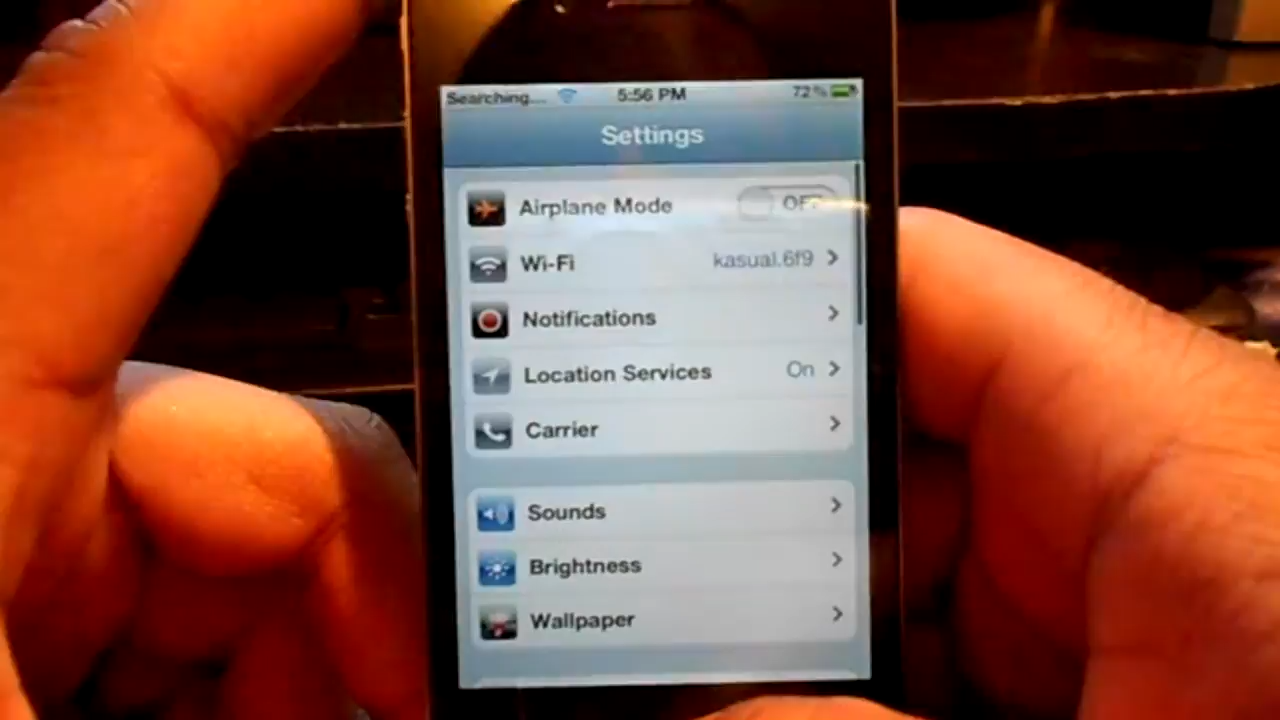 Searching... 5:56 PM 72%
Settings
Airplane Mode OFF
Wi-Fi kasual.6f9
Notifications
Location Services On
Carrier
Sounds
Brightness
Wallpaper